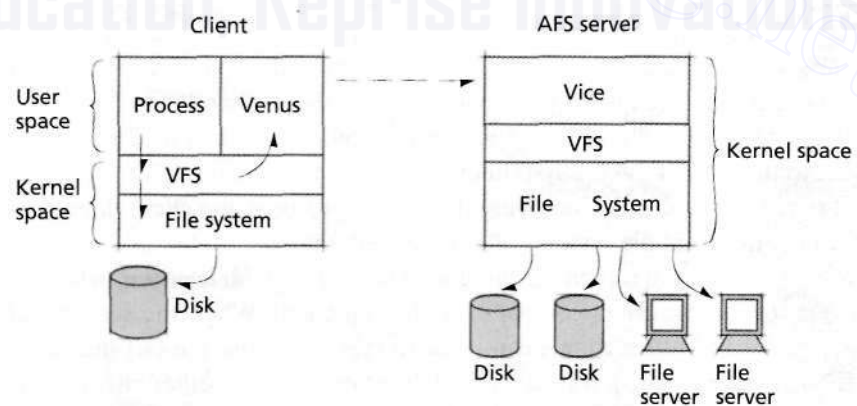 Client
AFS server
User space
Process
Venus
Kernel space
VFS
File system
Disk
Vice
VFS
File System
Kernel space
Disk
Disk
File server
File server